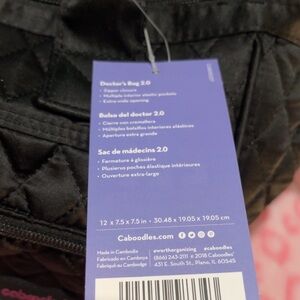 Doctor's Bag 2.0
• Zipper closure
• Multiple interior elastic pockets
• Extra-wide opening
Bolso del doctor 2.0
• Cierre con cremallera
• Múltiples bolsillos interiores elásticos
• Apertura extra grande
Sac de médecins 2.0
• Fermeture à glissière
• Plusieurs poches élastique intérieures
• Ouverture extra-large
12 x 7.5 x 7.5 in • 30.48 x 19.05 x 19.05 cm
Caboodles.com
Made in Cambodia
Fabricado en Camboya
Fabriqué au Cambodge
#wortharganizing #caboodles
(866) 243-2111 © 2018 Caboodles®
431 E. South St., Plano, IL 60545